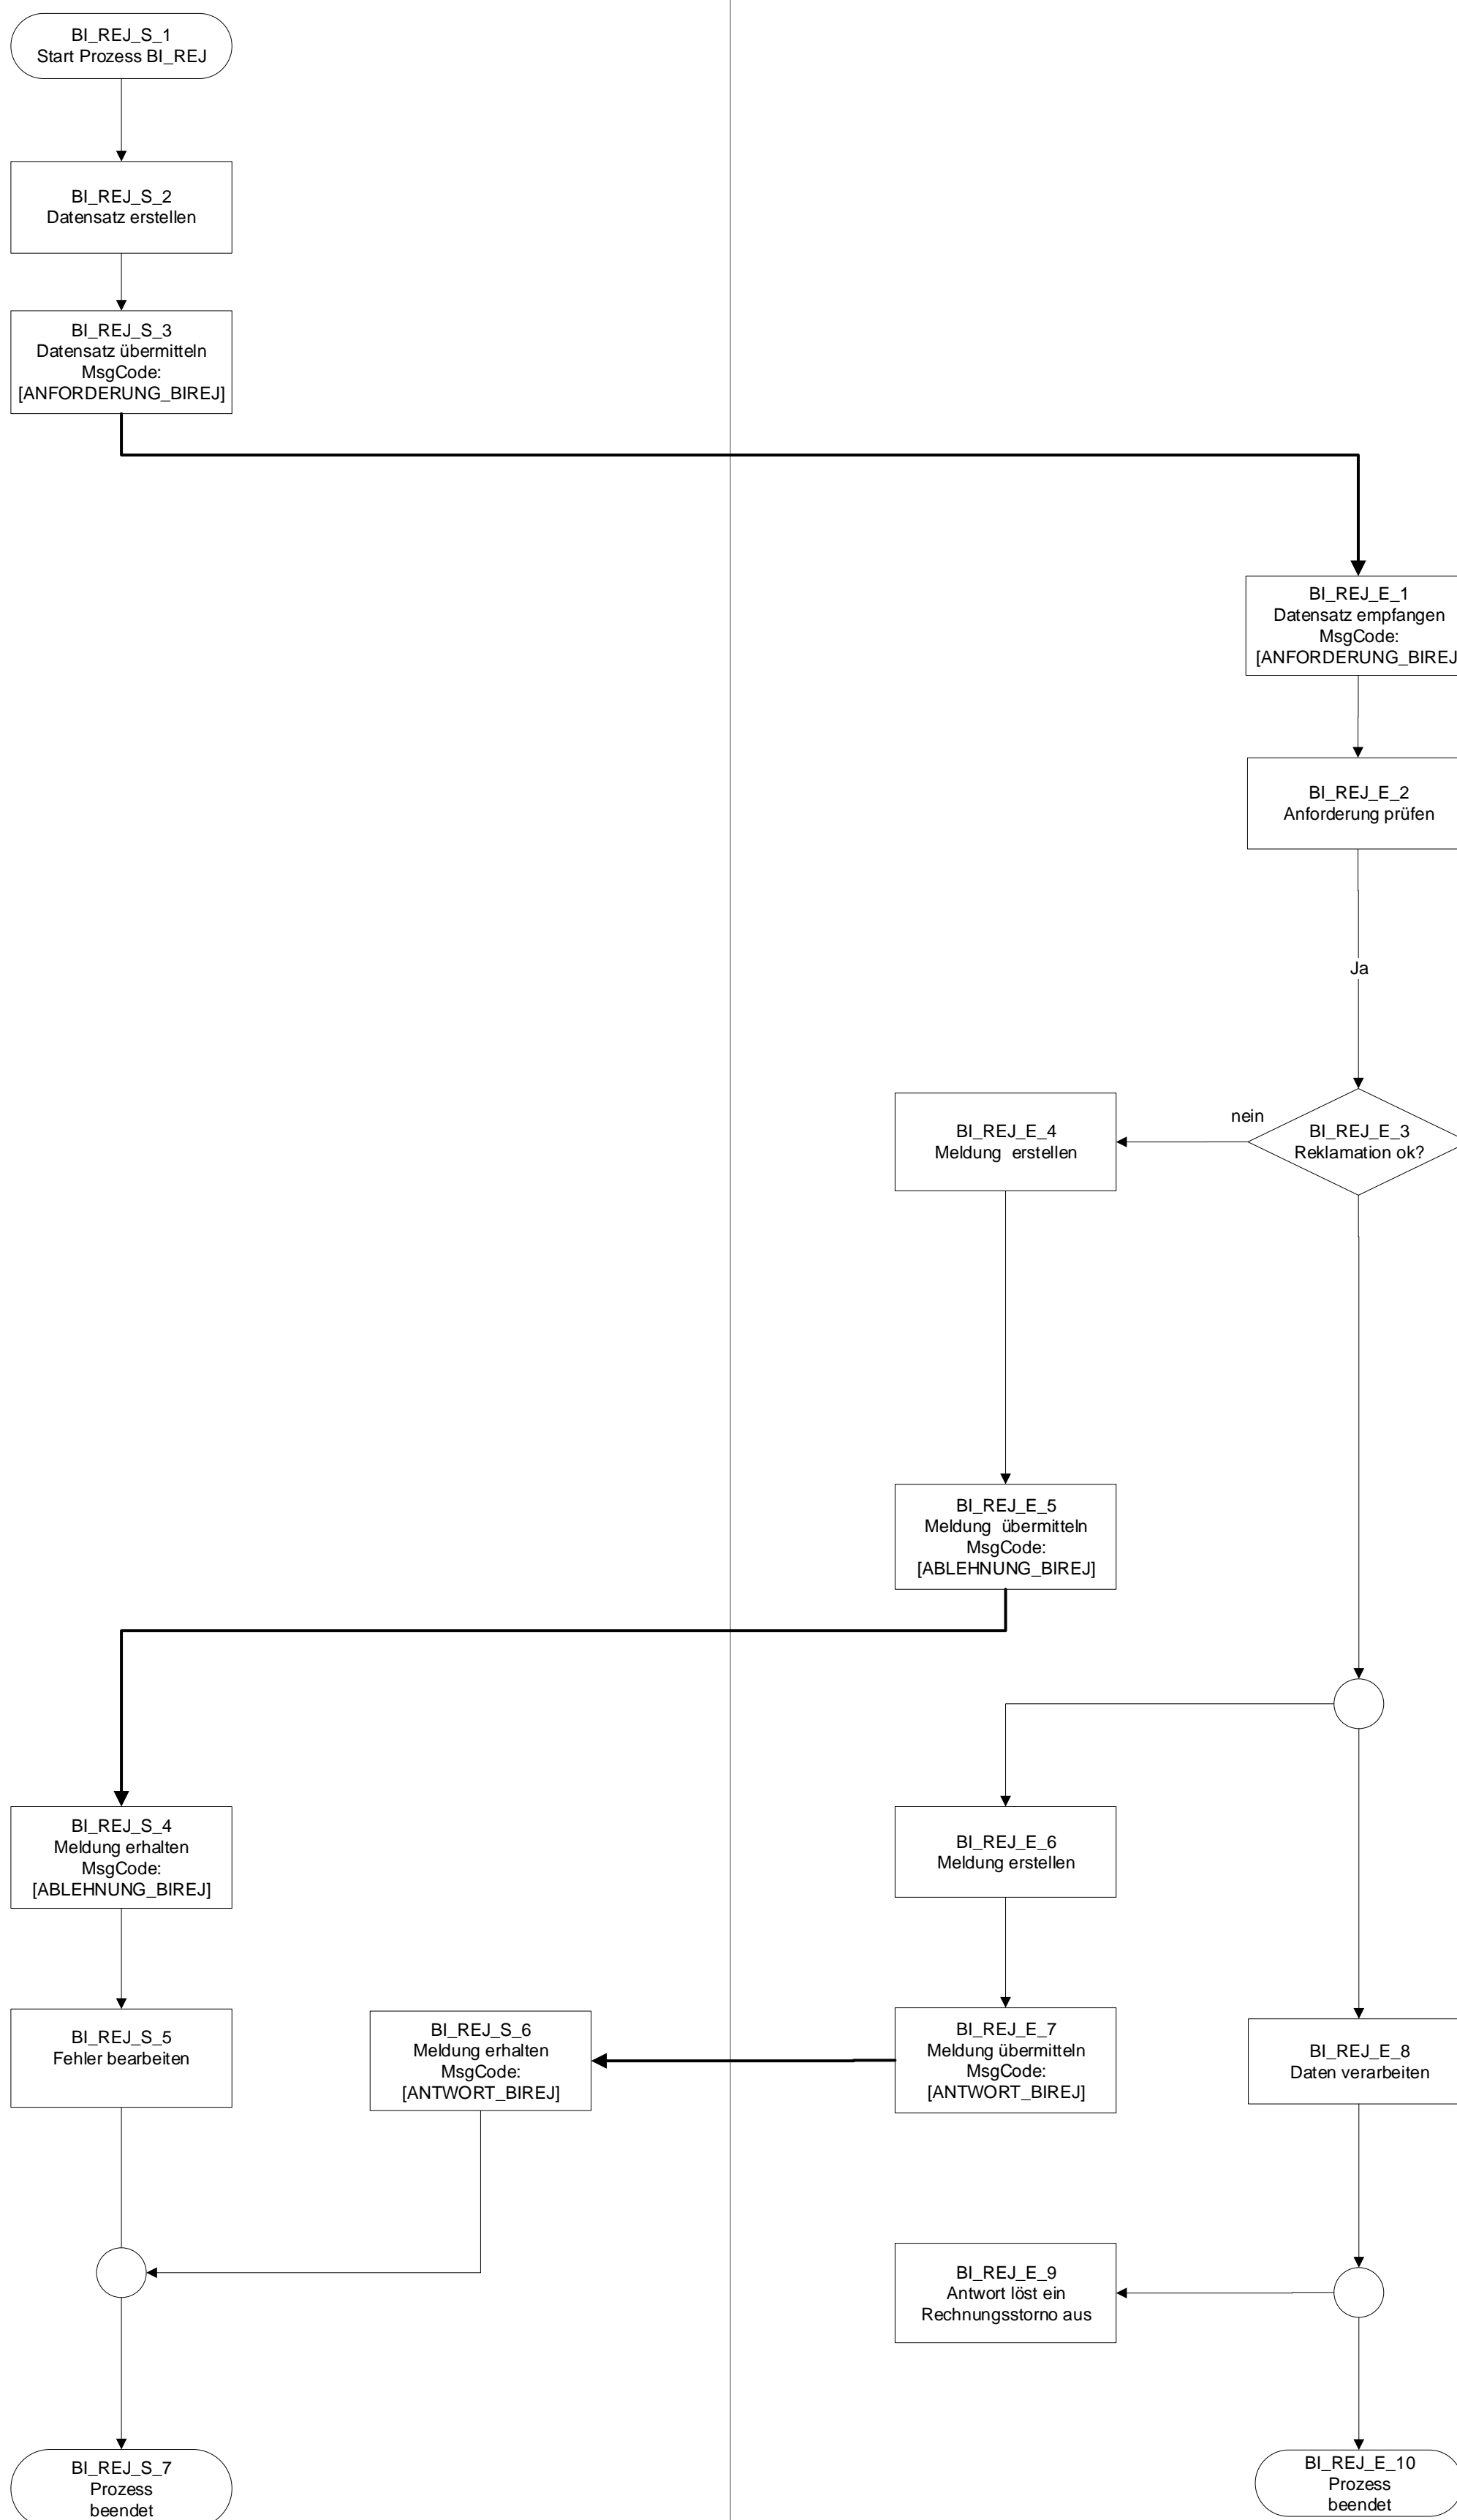 BI_REJ_S_1
Start Prozess BI_REJ
BI_REJ_S_2
Datensatz erstellen
BI_REJ_S_3
Datensatz übermitteln
MsgCode:
[ANFORDERUNG_BIREJ]
BI_REJ_E_1
Datensatz empfangen
MsgCode:
[ANFORDERUNG_BIREJ
BI_REJ_E_2
Anforderung prüfen
Ja
nein
BI_REJ_E_3
Reklamation ok?
BI_REJ_E_4
Meldung erstellen
BI_REJ_E_5
Meldung übermitteln
MsgCode:
[ABLEHNUNG_BIREJ]
BI_REJ_S_4
Meldung erhalten
MsgCode:
[ABLEHNUNG_BIREJ]
BI_REJ_E_6
Meldung erstellen
BI_REJ_S_5
Fehler bearbeiten
BI_REJ_S_6
Meldung erhalten
MsgCode:
[ANTWORT_BIREJ]
BI_REJ_E_7
Meldung übermitteln
MsgCode:
[ANTWORT_BIREJ]
BI_REJ_E_8
Daten verarbeiten
BI_REJ_E_9
Antwort löst ein
Rechnungsstorno aus
BI_REJ_S_7
Prozess
beendet
BI_REJ_E_10
Prozess
beendet